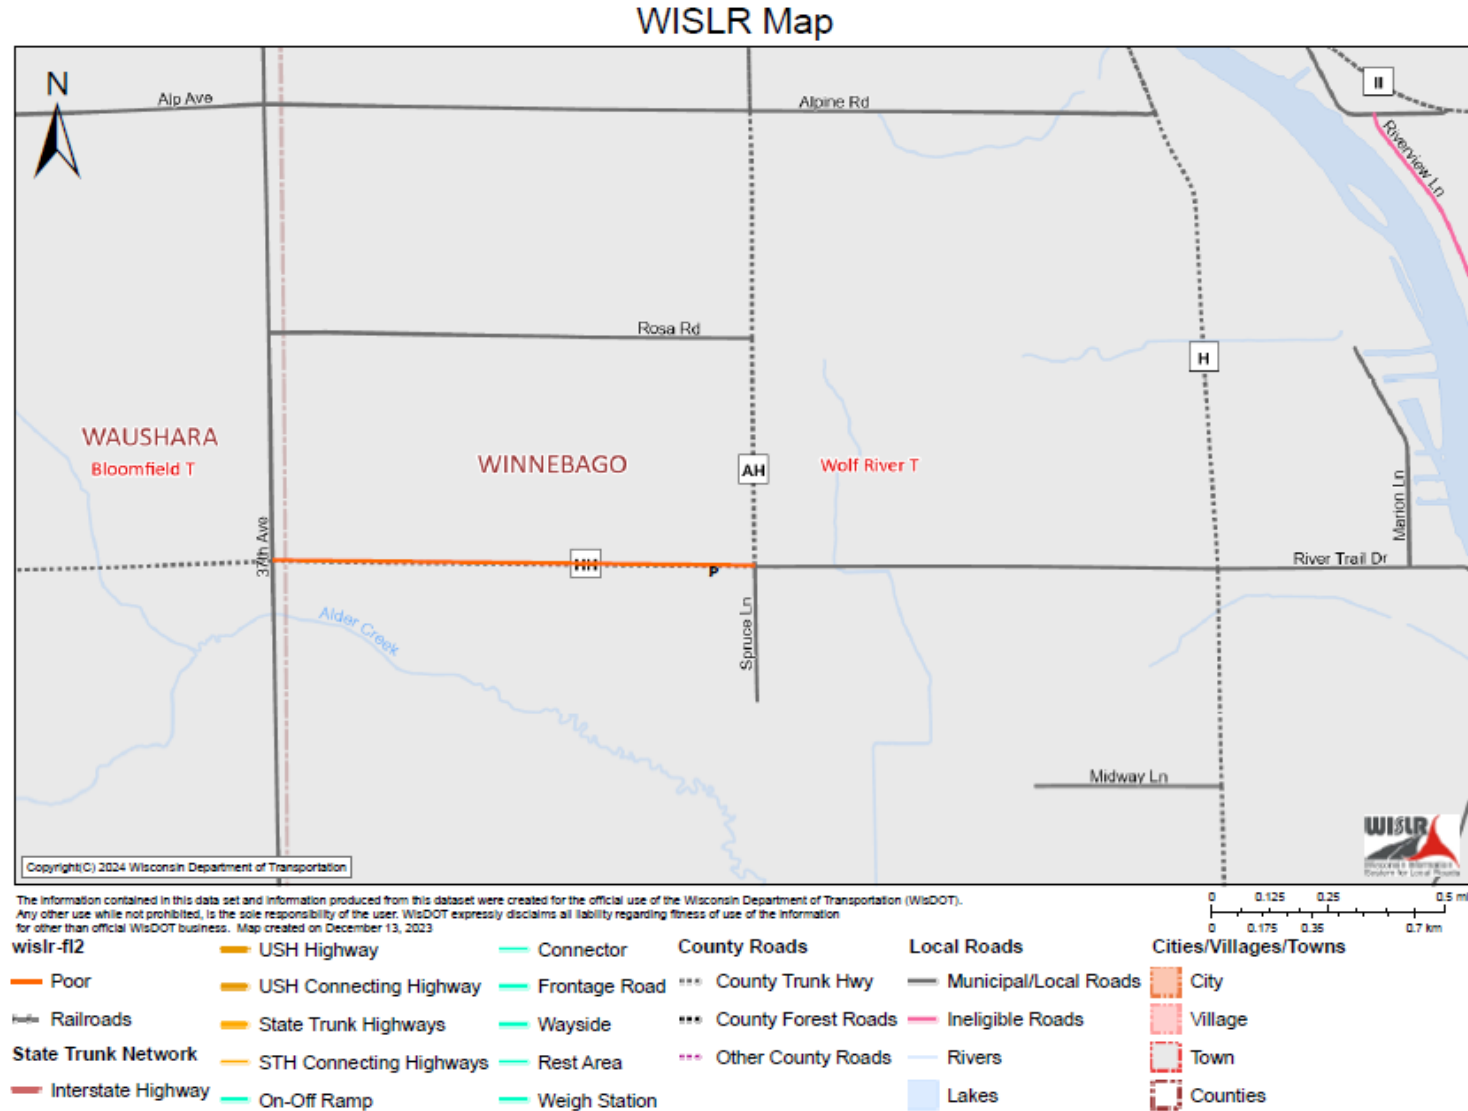 WISLR Map
N
Alp Ave
Alpine Rd
II
Riverview Ln
Rosa Rd
H
WAUSHARA
Bloomfield T
WINNEBAGO
AH
Wolf River T
Marion Ln
37th Ave
HH
P
River Trail Dr
Alder Creek
Spruce Ln
Midway Ln
WISLR
Wisconsin Information
System for Local Roads
Copyright(C) 2024 Wisconsin Department of Transportation
The information contained in this data set and information produced from this dataset were created for the official use of the Wisconsin Department of Transportation (WisDOT).
Any other use while not prohibited, is the sole responsibility of the user. WisDOT expressly disclaims all liability regarding fitness of use of the information
for other than official WisDOT business. Map created on December 13, 2023
0 0.125 0.25 0.5 mi
0 0.175 0.35 0.7 km
wislr-fl2
Poor
Railroads
State Trunk Network
Interstate Highway
USH Highway
USH Connecting Highway
State Trunk Highways
STH Connecting Highways
On-Off Ramp
Connector
Frontage Road
Wayside
Rest Area
Weigh Station
County Roads
County Trunk Hwy
County Forest Roads
Other County Roads
Local Roads
Municipal/Local Roads
Ineligible Roads
Rivers
Lakes
Cities/Villages/Towns
City
Village
Town
Counties